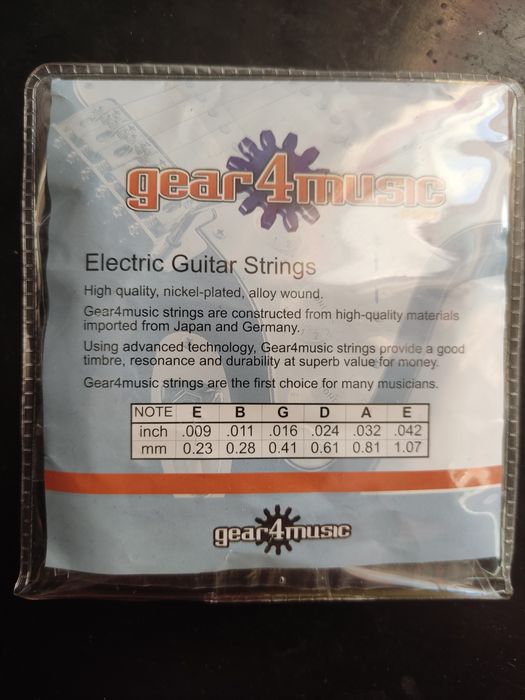 gear4music
Electric Guitar Strings
High quality, nickel-plated, alloy wound.
Gear4music strings are constructed from high-quality materials
imported from Japan and Germany.
Using advanced technology, Gear4music strings provide a good
timbre, resonance and durability at superb value for money.
Gear4music strings are the first choice for many musicians.
NOTE E B G D A E
inch .009 .011 .016 .024 .032 .042
mm 0.23 0.28 0.41 0.61 0.81 1.07
gear4music